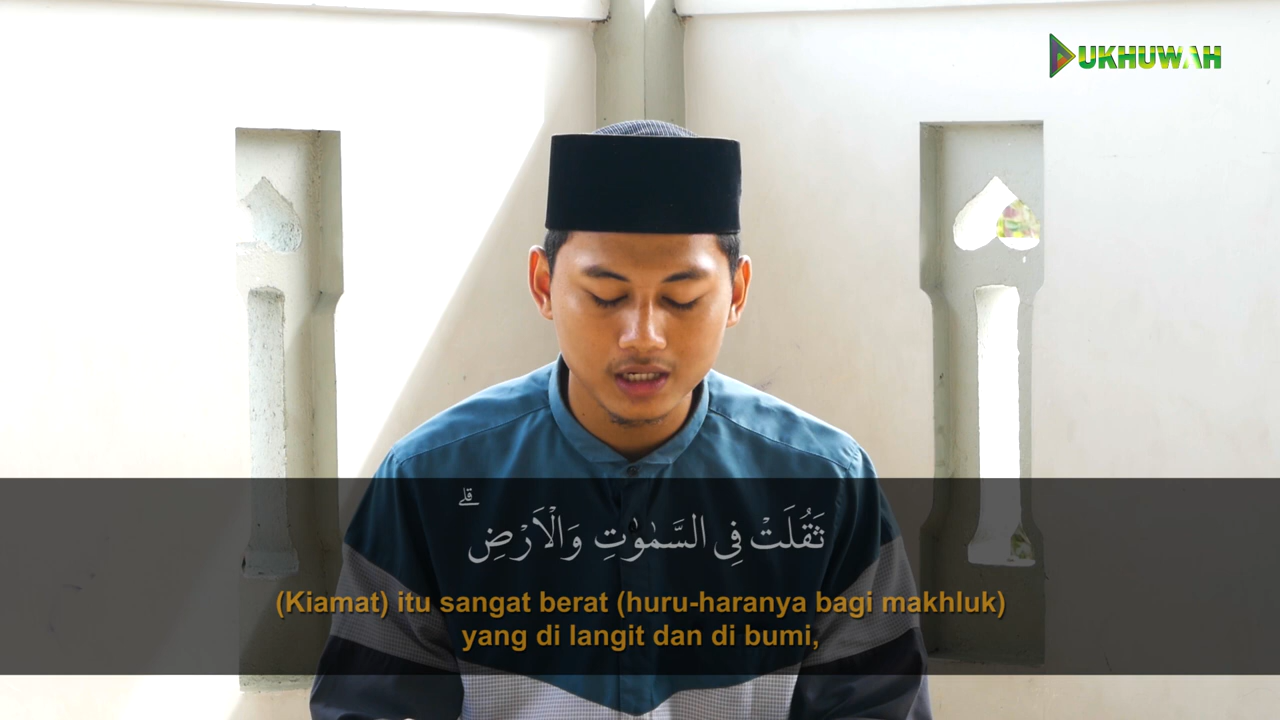 UKHUWAH
ثَقُلَتْ فِى السَّمٰوٰتِ وَالْاَرْضِ ۗ
(Kiamat) itu sangat berat (huru-haranya bagi makhluk)
yang di langit dan di bumi,